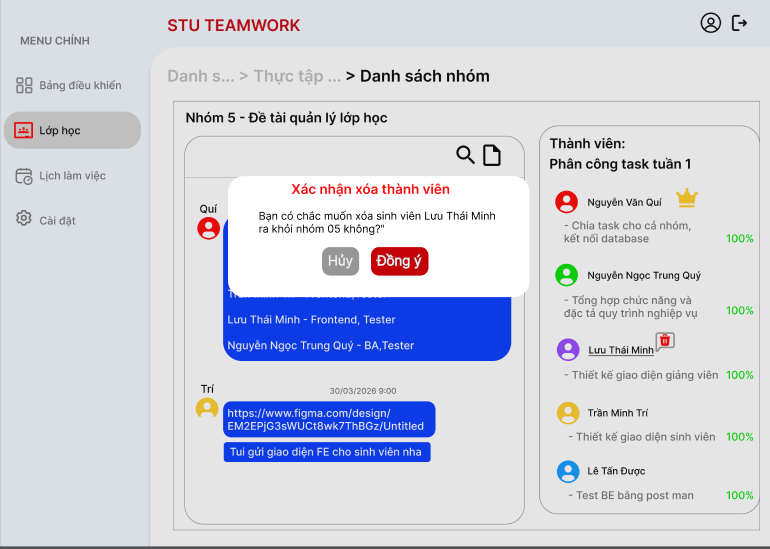 MENU CHÍNH
Bảng điều khiển
Lớp học
Lịch làm việc
Cài đặt
STU TEAMWORK
Danh s... > Thực tập ... > Danh sách nhóm
Nhóm 5 - Đề tài quản lý lớp học
Xác nhận xóa thành viên
Bạn có chắc muốn xóa sinh viên Lưu Thái Minh
ra khỏi nhóm 05 không?"
Hủy
Đồng ý
Quí
Lưu Thái Minh - Frontend, Tester
Nguyên Ngọc Trung Quý - BA,Tester
Trí
30/03/2026 9:00
https://www.figma.com/design/
EM2EPjG3sWUCt8wk7ThBGz/Untitled
Tui gửi giao diện FE cho sinh viên nha
Thành viên:
Phân công task tuần 1
Nguyễn Văn Quí
- Chia task cho cả nhóm,
kết nối database
100%
Nguyễn Ngọc Trung Quý
- Tổng hợp chức năng và
đặc tả quy trình nghiệp vụ
100%
Lưu Thái Minh
- Thiết kế giao diện giảng viên
100%
Trần Minh Trí
- Thiết kế giao diện sinh viên
100%
Lê Tấn Được
- Test BE bằng post man
100%